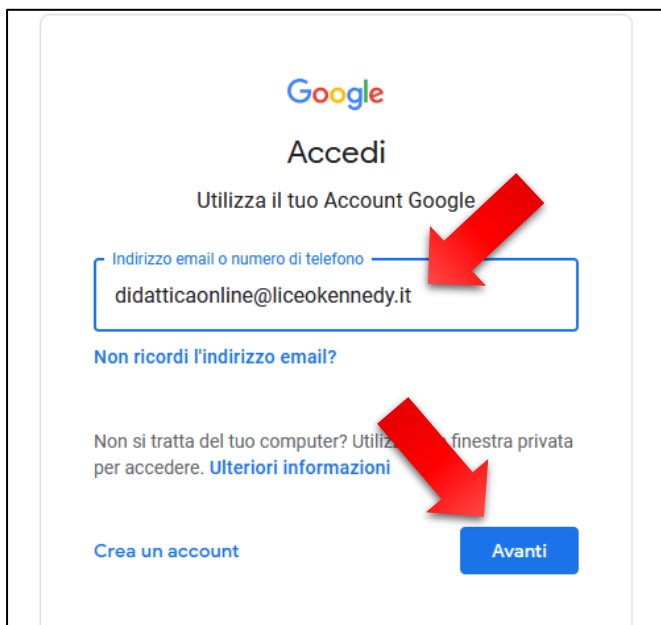 Google
Accedi
Utilizza il tuo Account Google
Indirizzo email o numero di telefono
didatticaonline@liceokennedy.it
Non ricordi l'indirizzo email?
Non si tratta del tuo computer? Utiliz finestra privata
per accedere. Ulteriori informazioni
Crea un account
Avanti